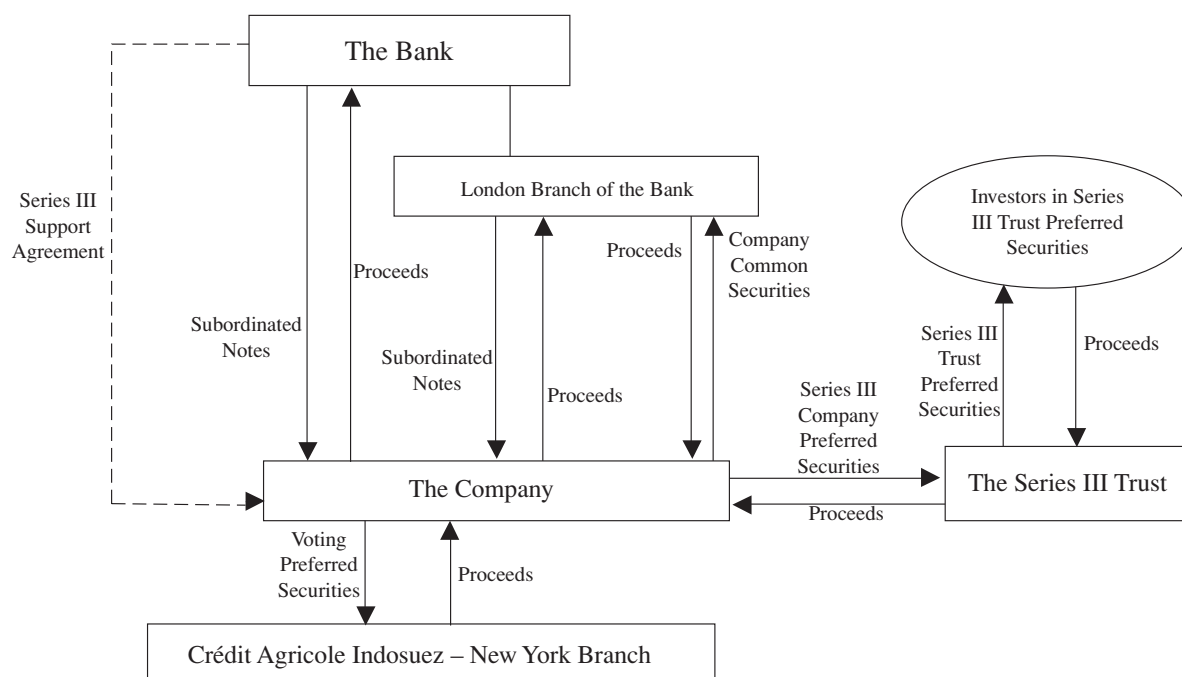 The Bank
London Branch of the Bank
Investors in Series
III Trust Preferred
Securities
Series III
Support
Agreement
Proceeds
Proceeds
Company
Common
Securities
Subordinated
Notes
Subordinated
Notes
Proceeds
Series III
Trust
Preferred
Securities
Proceeds
Series III
Company
Preferred
Securities
The Company
The Series III Trust
Proceeds
Voting
Preferred
Securities
Proceeds
Crédit Agricole Indosuez – New York Branch